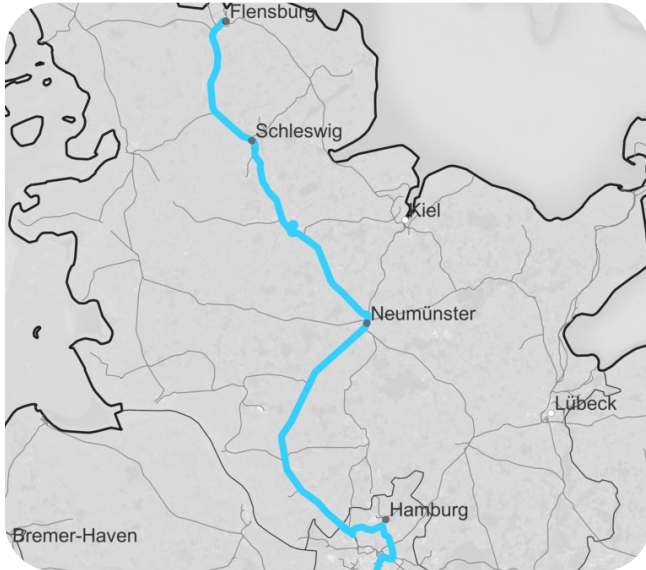 Flensburg
Schleswig
Kiel
Neumünster
Lübeck
Hamburg
Bremer-Haven